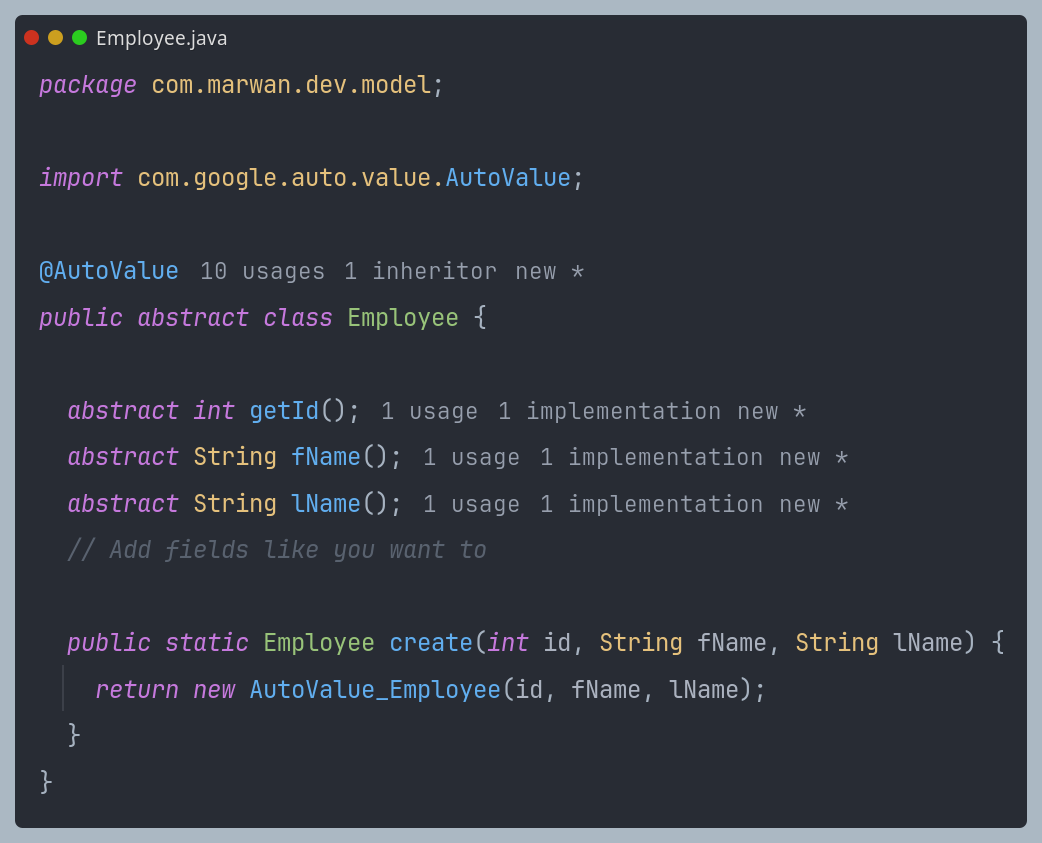 Employee.java
package com.marwan.dev.model;
import com.google.auto.value.AutoValue;
@AutoValue 10 usages 1 inheritor new *
public abstract class Employee {
abstract int getId(); 1 usage 1 implementation new *
abstract String fName(); 1 usage 1 implementation new *
abstract String lName(); 1 usage 1 implementation new *
// Add fields like you want to
public static Employee create(int id, String fName, String lName) {
return new AutoValue_Employee(id, fName, lName);
}
}